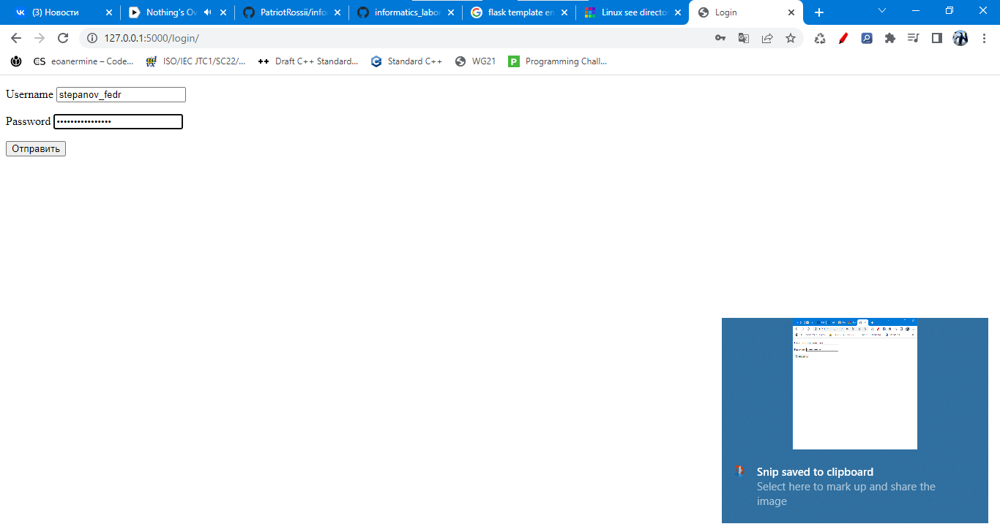 (3) Новости
Nothing's Ov
PatriotRossii/info
informatics_labor
flask template en
Linux see directo
Login
127.0.0.1:5000/login/
eoanermine – Code...
ISO/IEC JTC1/SC22/...
Draft C++ Standard...
Standard C++
WG21
Programming Chall...
Username stepanov_fedr
Password ••••••••••••••••
Отправить
Snip saved to clipboard
Select here to mark up and share the
image